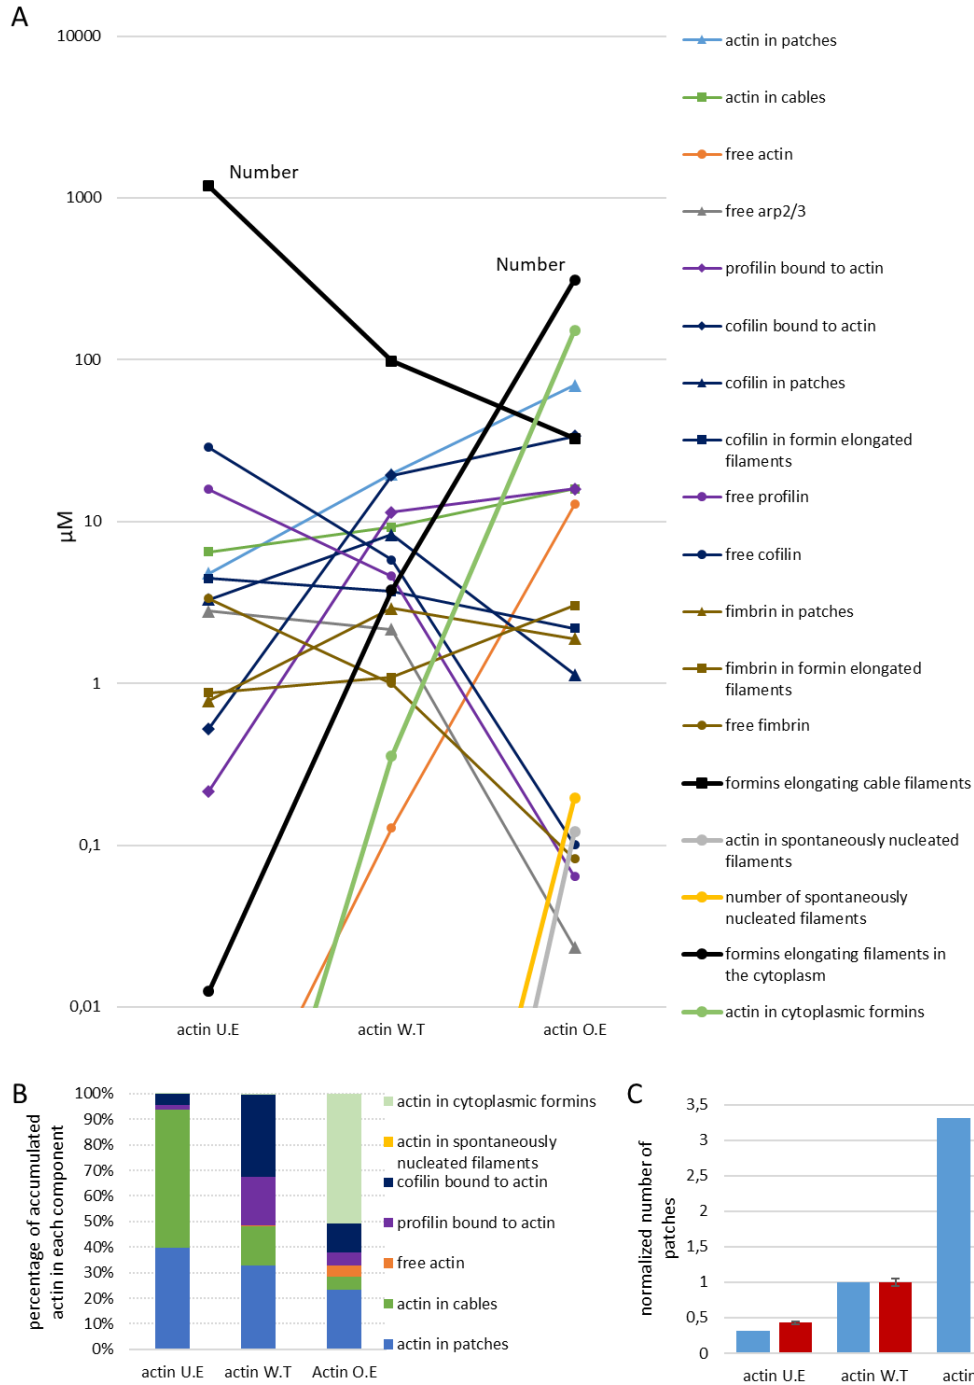 A
10000
1000
100
10
1
0,1
0,01
µM
Number
Number
actin U.E
actin W.T
actin O.E
actin in patches
actin in cables
free actin
free arp2/3
profilin bound to actin
cofilin bound to actin
cofilin in patches
cofilin in formin elongated
filaments
free profilin
free cofilin
fimbrin in patches
fimbrin in formin elongated
filaments
free fimbrin
formins elongating cable filaments
actin in spontaneously nucleated
filaments
number of spontaneously
nucleated filaments
formins elongating filaments in
the cytoplasm
actin in cytoplasmic formins
B
percentage of accumulated
actin in each component
100%
90%
80%
70%
60%
50%
40%
30%
20%
10%
0%
actin U.E
actin W.T
Actin O.E
actin in cytoplasmic formins
actin in spontaneously
nucleated filaments
cofilin bound to actin
profilin bound to actin
free actin
actin in cables
actin in patches
C
normalized number of
patches
3,5
3
2,5
2
1,5
1
0,5
0
actin U.E
actin W.T
actin